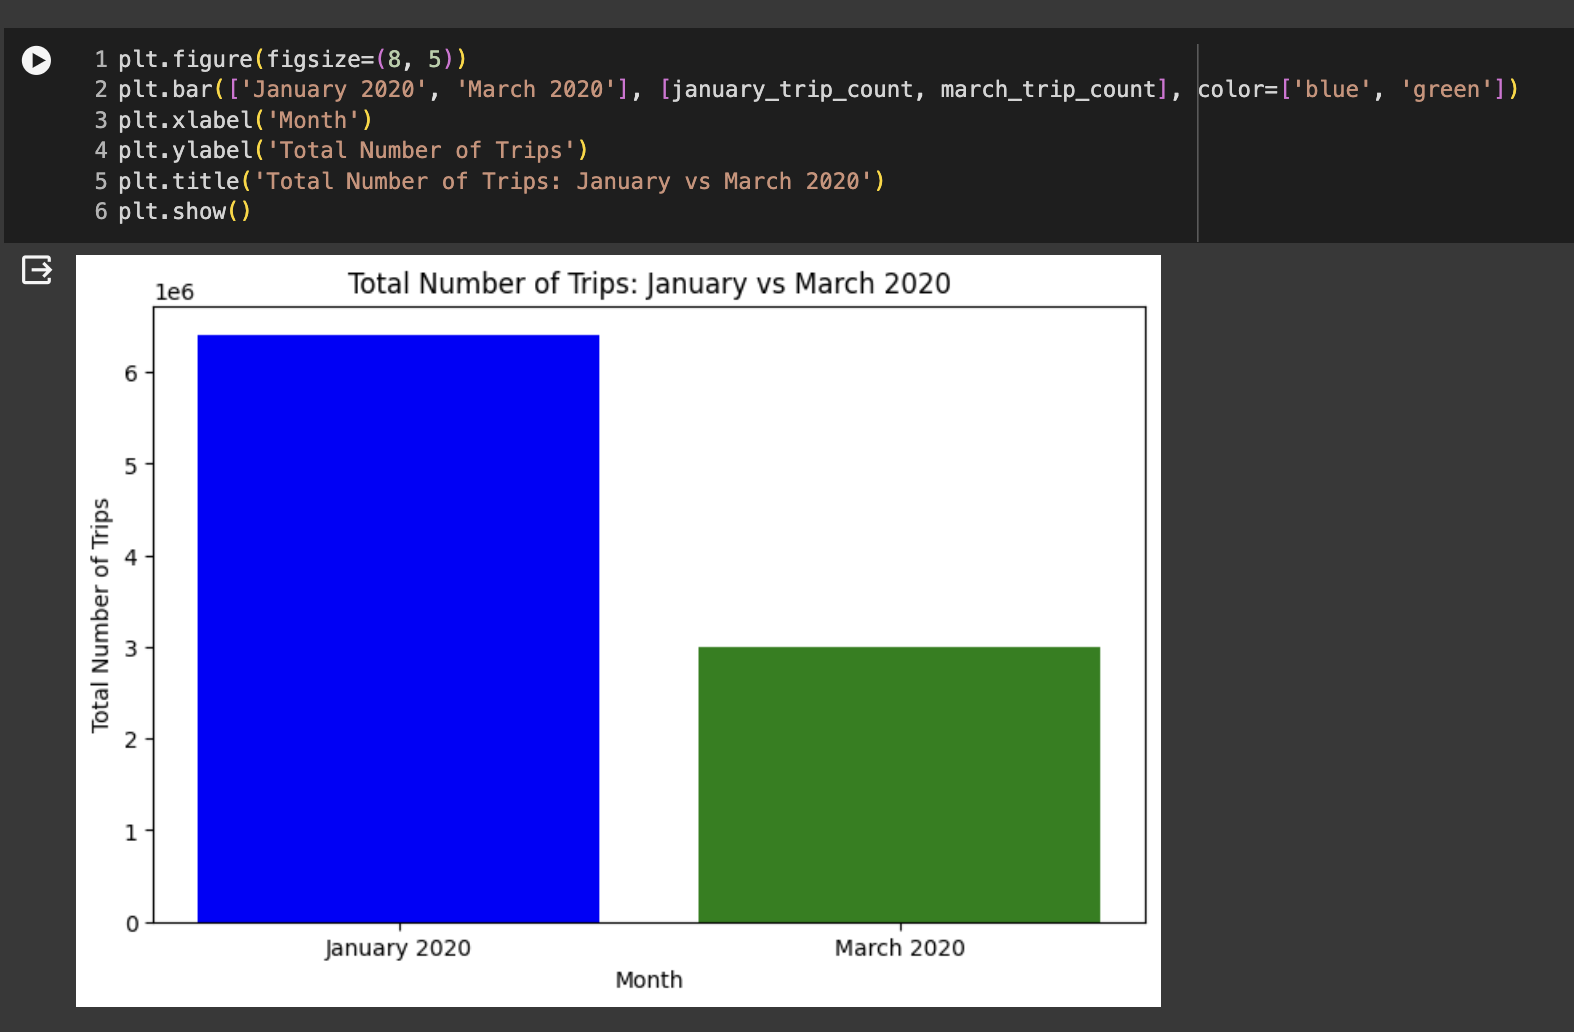 1 plt.figure(figsize=(8, 5))
2 plt.bar(['January 2020', 'March 2020'], [january_trip_count, march_trip_count], color=['blue', 'green'])
3 plt.xlabel('Month')
4 plt.ylabel('Total Number of Trips')
5 plt.title('Total Number of Trips: January vs March 2020')
6 plt.show()
Total Number of Trips: January vs March 2020
1e6
6
5
4
3
2
1
0
Total Number of Trips
January 2020 March 2020
Month